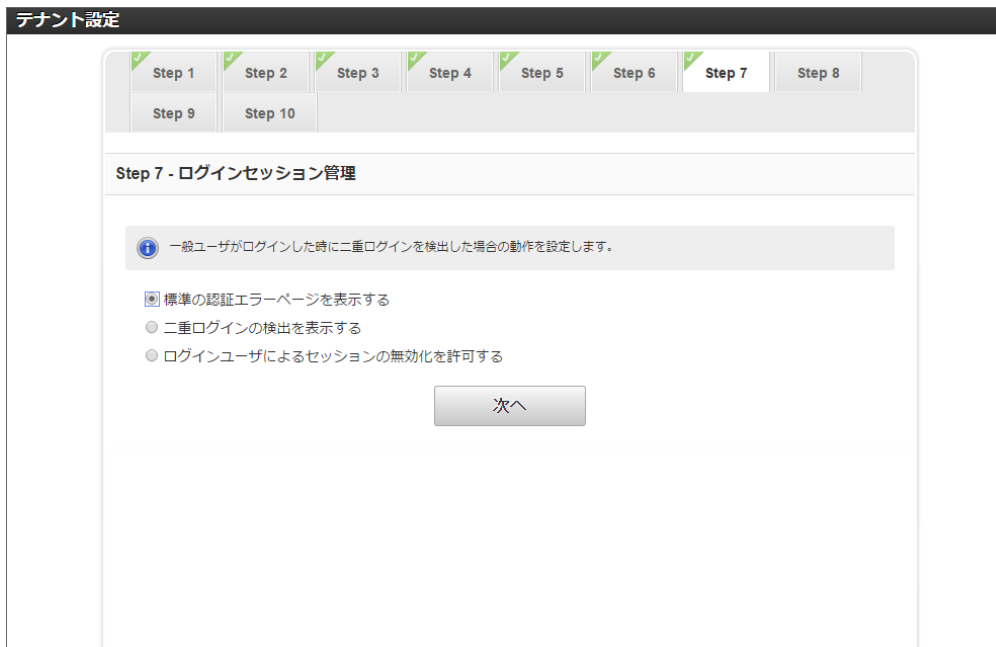 テナント設定
Step 1 Step 2 Step 3 Step 4 Step 5 Step 6 Step 7 Step 8
Step 9 Step 10
Step 7 - ログインセッション管理
一般ユーザがログインした時に二重ログインを検出した場合の動作を設定します。
標準の認証エラーページを表示する
二重ログインの検出を表示する
ログインユーザによるセッションの無効化を許可する
次へ